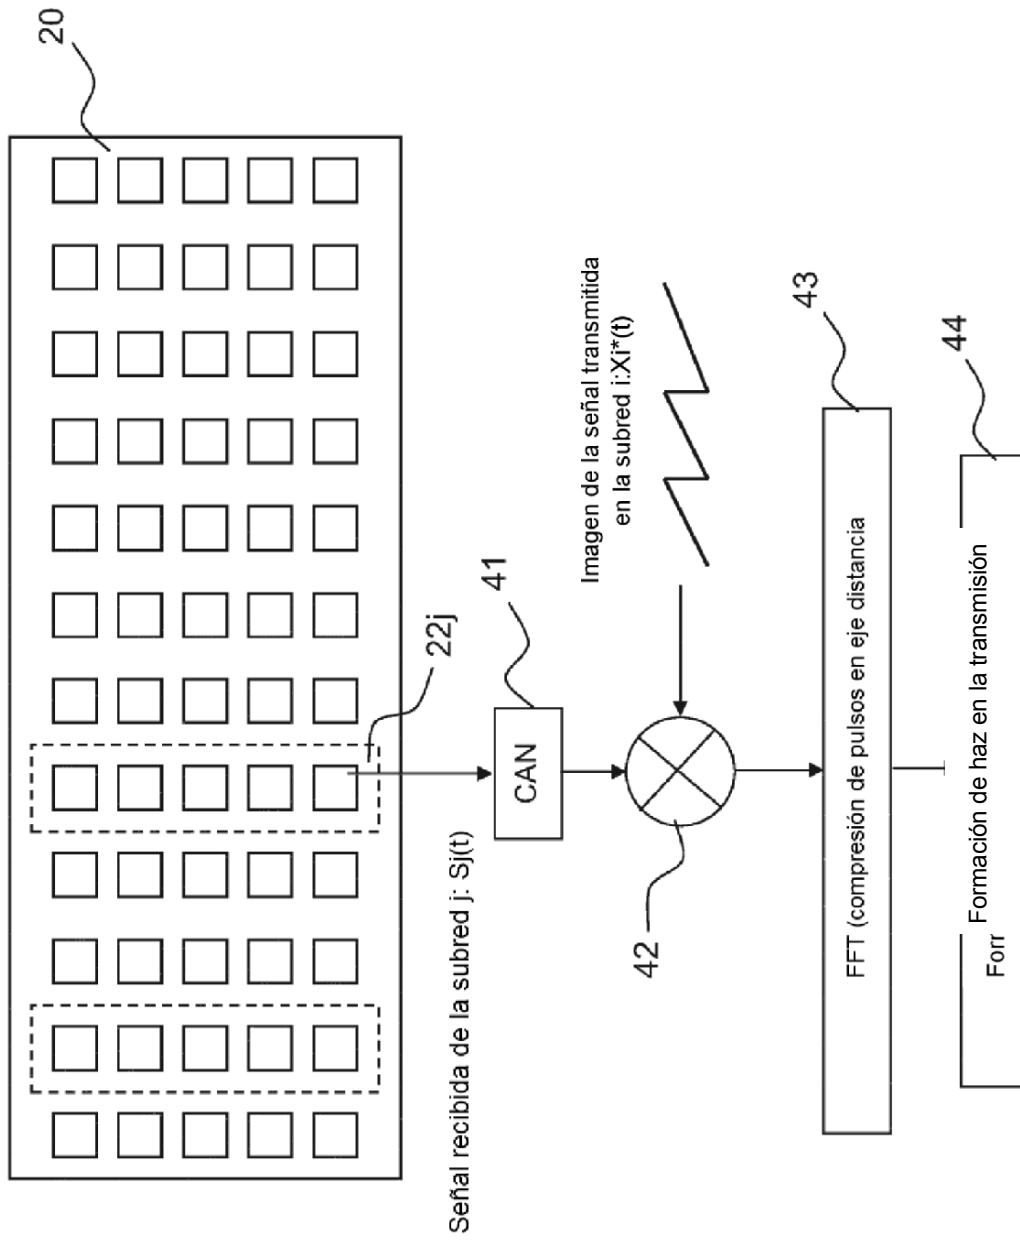 20
22j
Señal recibida de la subred j: Sj(t)
41
CAN
Imagen de la señal transmitida
en la subred i:Xi*(t)
42
43
FFT (compresión de pulsos en eje distancia
44
Formación de haz en la transmisión
Forr